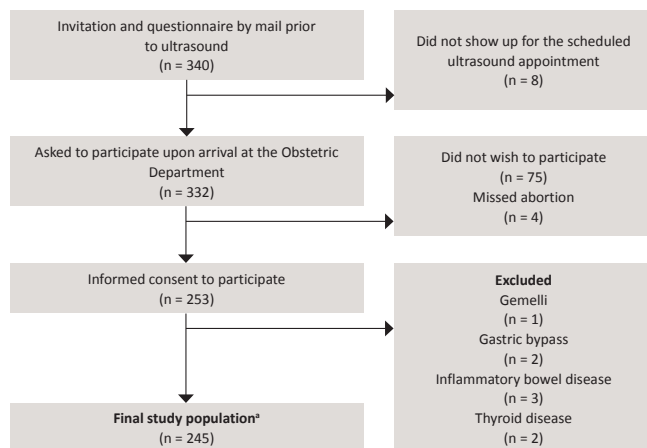 Invitation and questionnaire by mail prior
to ultrasound
(n = 340)
Did not show up for the scheduled
ultrasound appointment
(n = 8)
Asked to participate upon arrival at the Obstetric
Department
(n = 332)
Did not wish to participate
(n = 75)
Missed abortion
(n = 4)
Informed consent to participate
(n = 253)
Excluded
Gemelli
(n = 1)
Gastric bypass
(n = 2)
Inflammatory bowel disease
(n = 3)
Thyroid disease
(n = 2)
Final study populationª
(n = 245)